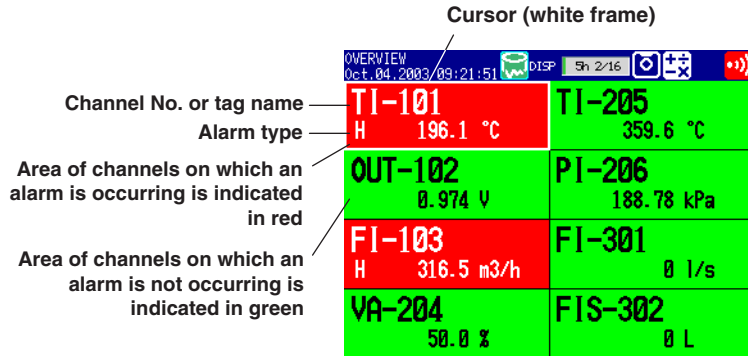 Cursor (white frame)
OVERVIEW
Oct.04.2003 09:21:51
DISP
5h 2/16
Channel No. or tag name
Alarm type
Area of channels on which an
alarm is occurring is indicated
in red
Area of channels on which an
alarm is not occurring is
indicated in green
TI-101
H 196.1 °C
TI-205
359.6 °C
OUT-102
0.974 V
PI-206
188.78 kPa
FI-103
H 316.5 m3/h
FI-301
0 l/s
VA-204
50.0 %
FIS-302
0 L